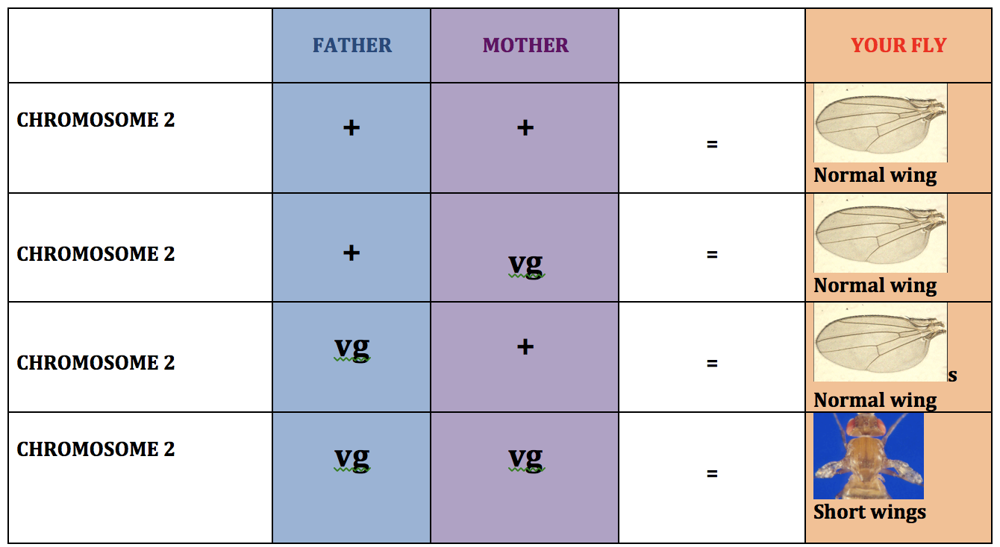 FATHER MOTHER YOUR FLY
CHROMOSOME 2 + + =
Normal wing
CHROMOSOME 2 + vg =
Normal wing
CHROMOSOME 2 vg + = s
Normal wing
CHROMOSOME 2 vg vg =
Short wings